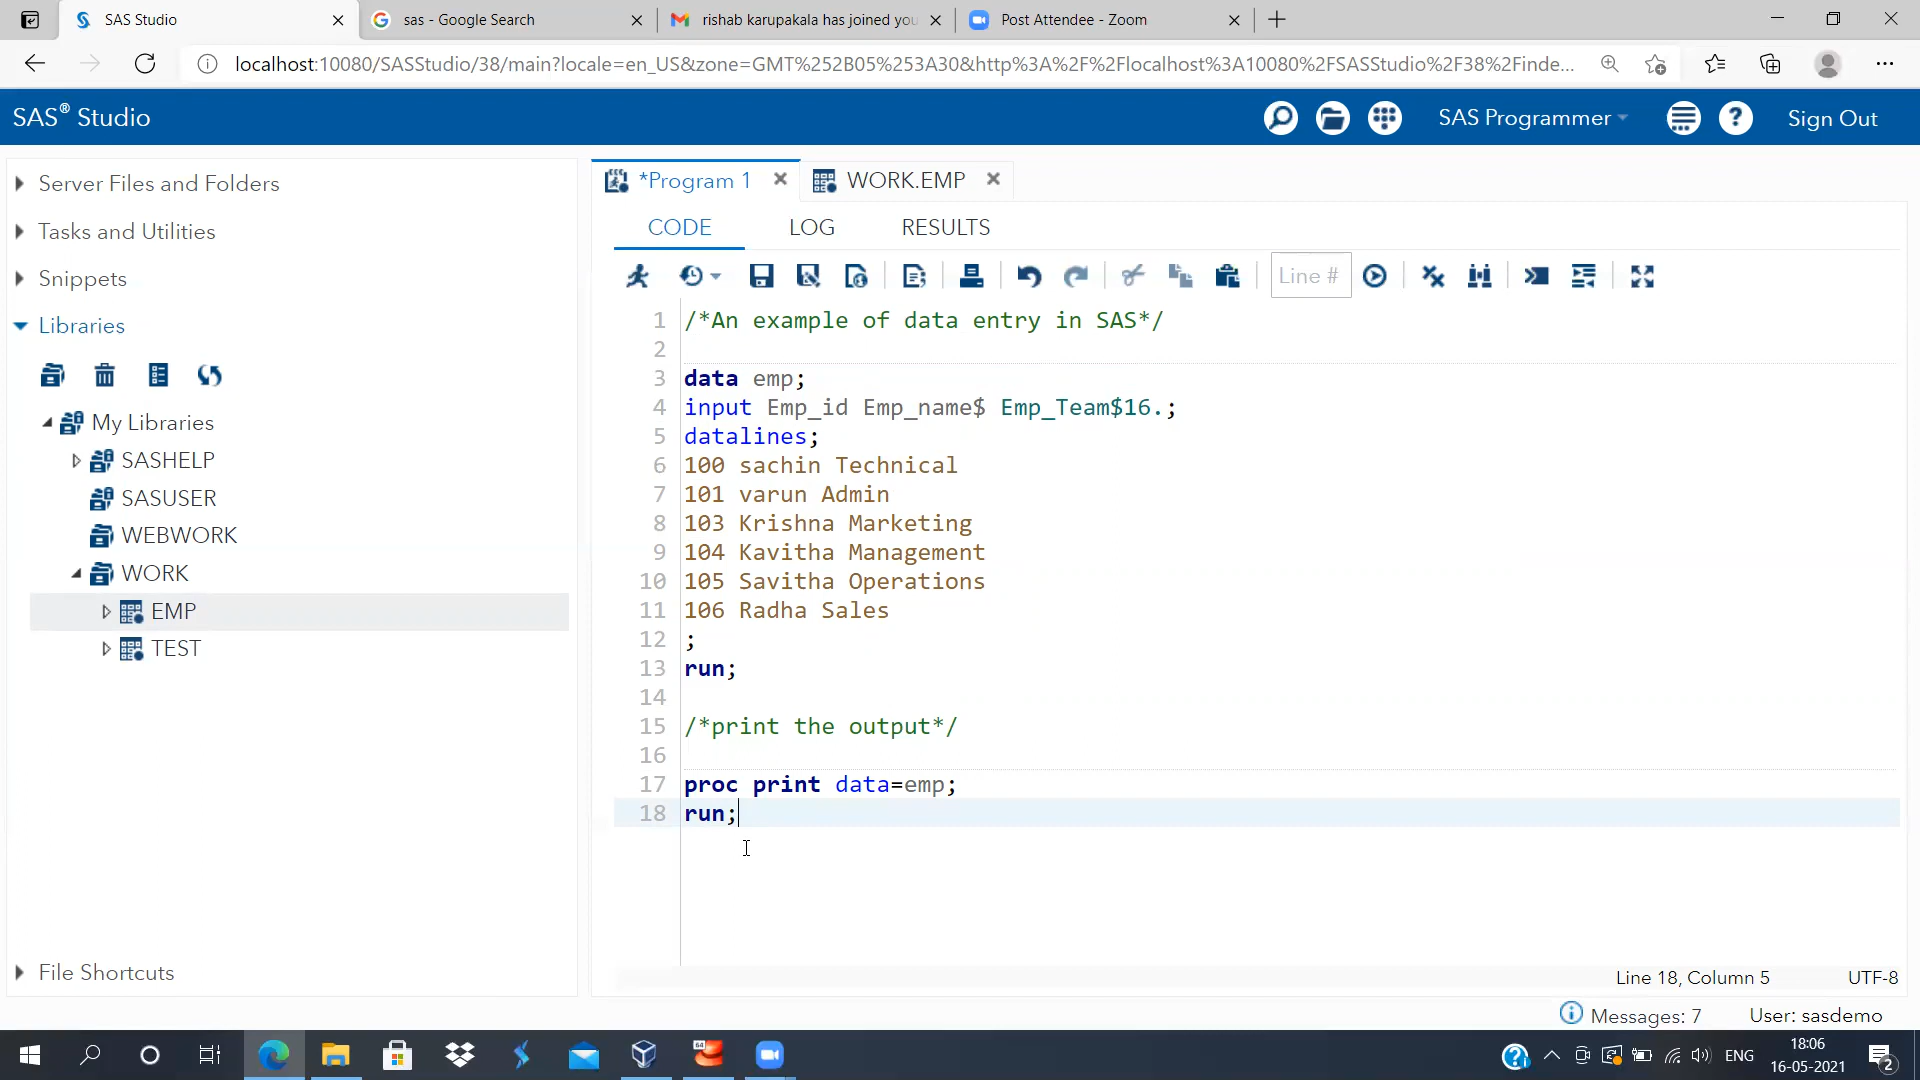 SAS Studio
sas - Google Search
rishab karupakala has joined you
Post Attendee - Zoom
localhost:10080/SASStudio/38/main?locale=en_US&zone=GMT%252B05%253A30&http%3A%2F%2Flocalhost%3A10080%2FSASStudio%2F38%2Finde...
SAS® Studio
SAS Programmer
Sign Out
Server Files and Folders
Tasks and Utilities
Snippets
Libraries
My Libraries
SASHELP
SASUSER
WEBWORK
WORK
EMP
TEST
File Shortcuts
*Program 1
WORK.EMP
CODE LOG RESULTS
Line #
1 /*An example of data entry in SAS*/
2
3 data emp;
4 input Emp_id Emp_name$ Emp_Team$16.;
5 datalines;
6 100 sachin Technical
7 101 varun Admin
8 103 Krishna Marketing
9 104 Kavitha Management
10 105 Savitha Operations
11 106 Radha Sales
12 ;
13 run;
14
15 /*print the output*/
16
17 proc print data=emp;
18 run;
Line 18, Column 5 UTF-8
Messages: 7 User: sasdemo
64
ENG
18:06
16-05-2021
2